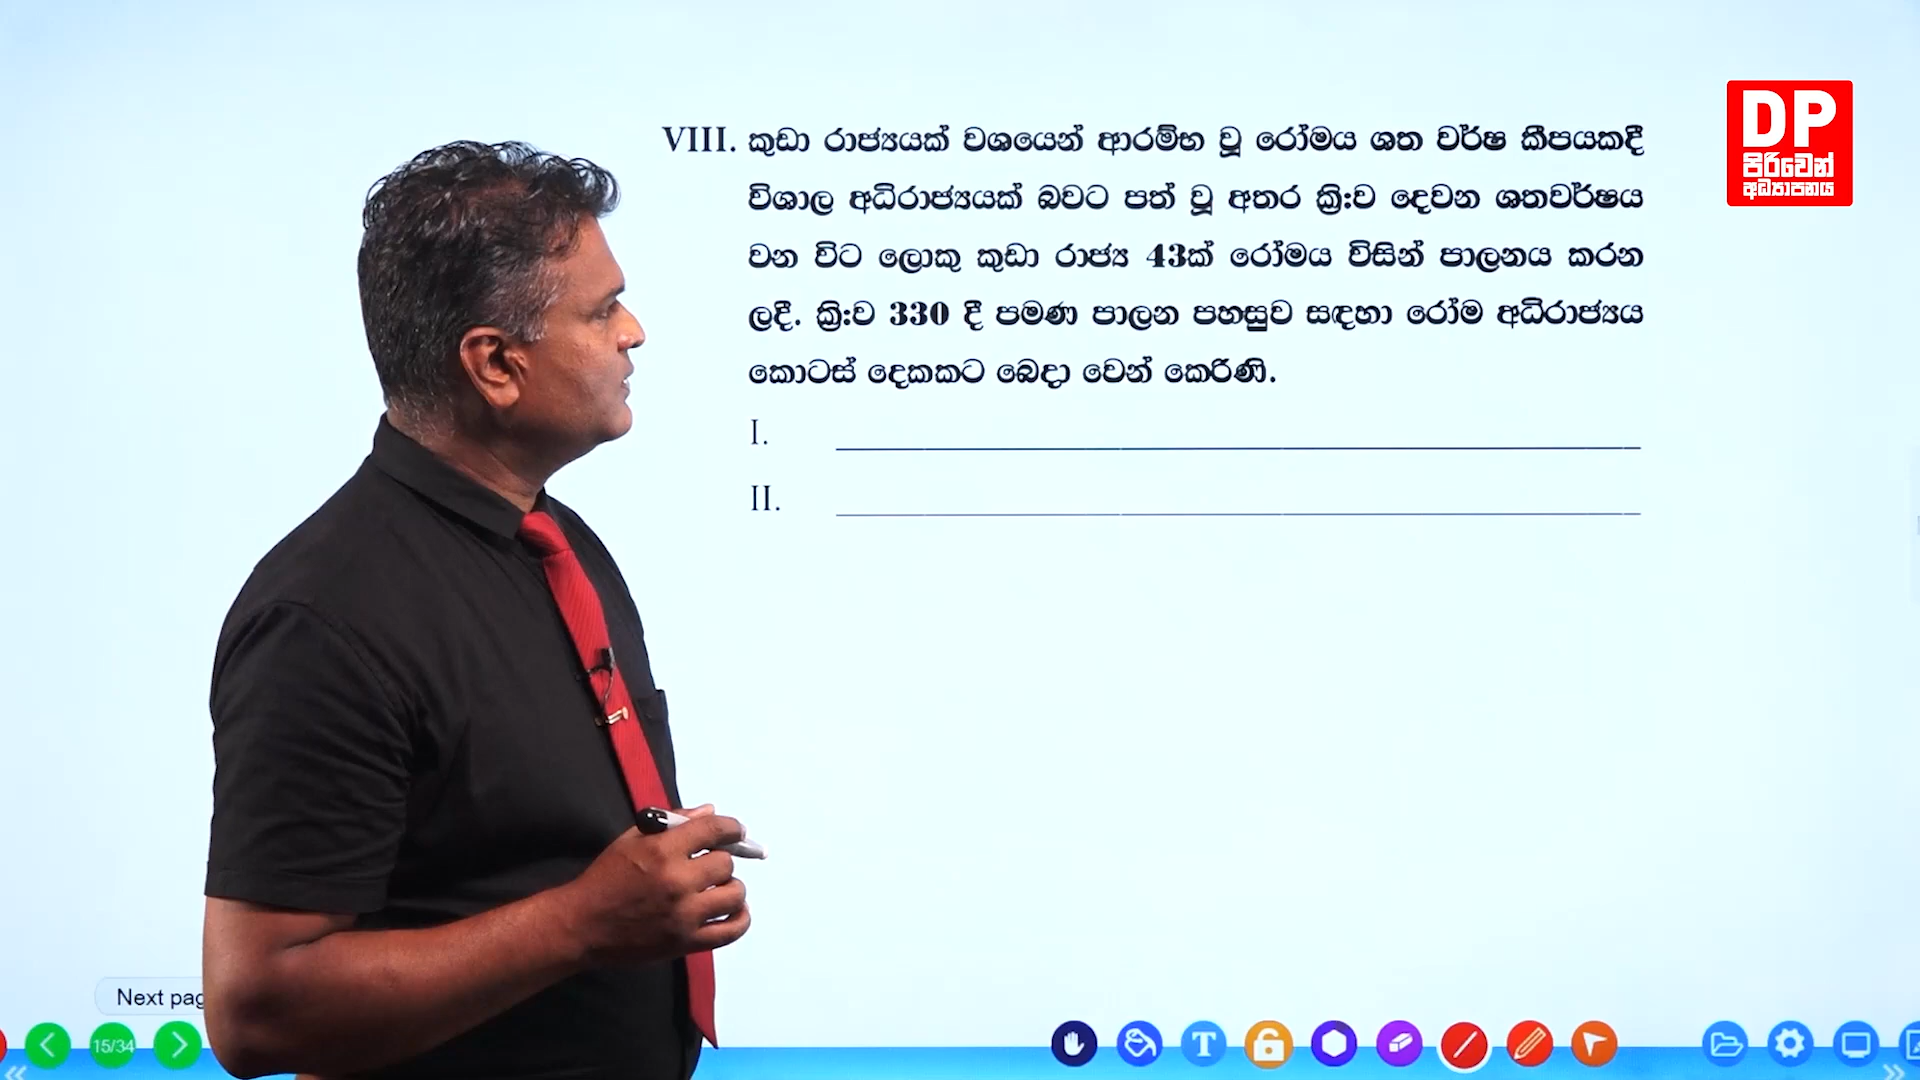 DP
පිරිවෙන්
අධ්‍යාපනය
VIII. කුඩා රාජ්‍යයක් වශයෙන් ආරම්භ වූ රෝමය ශත වර්ෂ කීපයකදී
විශාල අධිරාජ්‍යයක් බවට පත් වූ අතර ක්‍රි:ව දෙවන ශතවර්ෂය
වන විට ලොකු කුඩා රාජ්‍ය 43ක් රෝමය විසින් පාලනය කරන
ලදී. ක්‍රි:ව 330 දී පමණ පාලන පහසුව සඳහා රෝම අධිරාජ්‍යය
කොටස් දෙකකට බෙදා වෙන් කෙරිණි.
I.
II.
Next pag
15/34
T